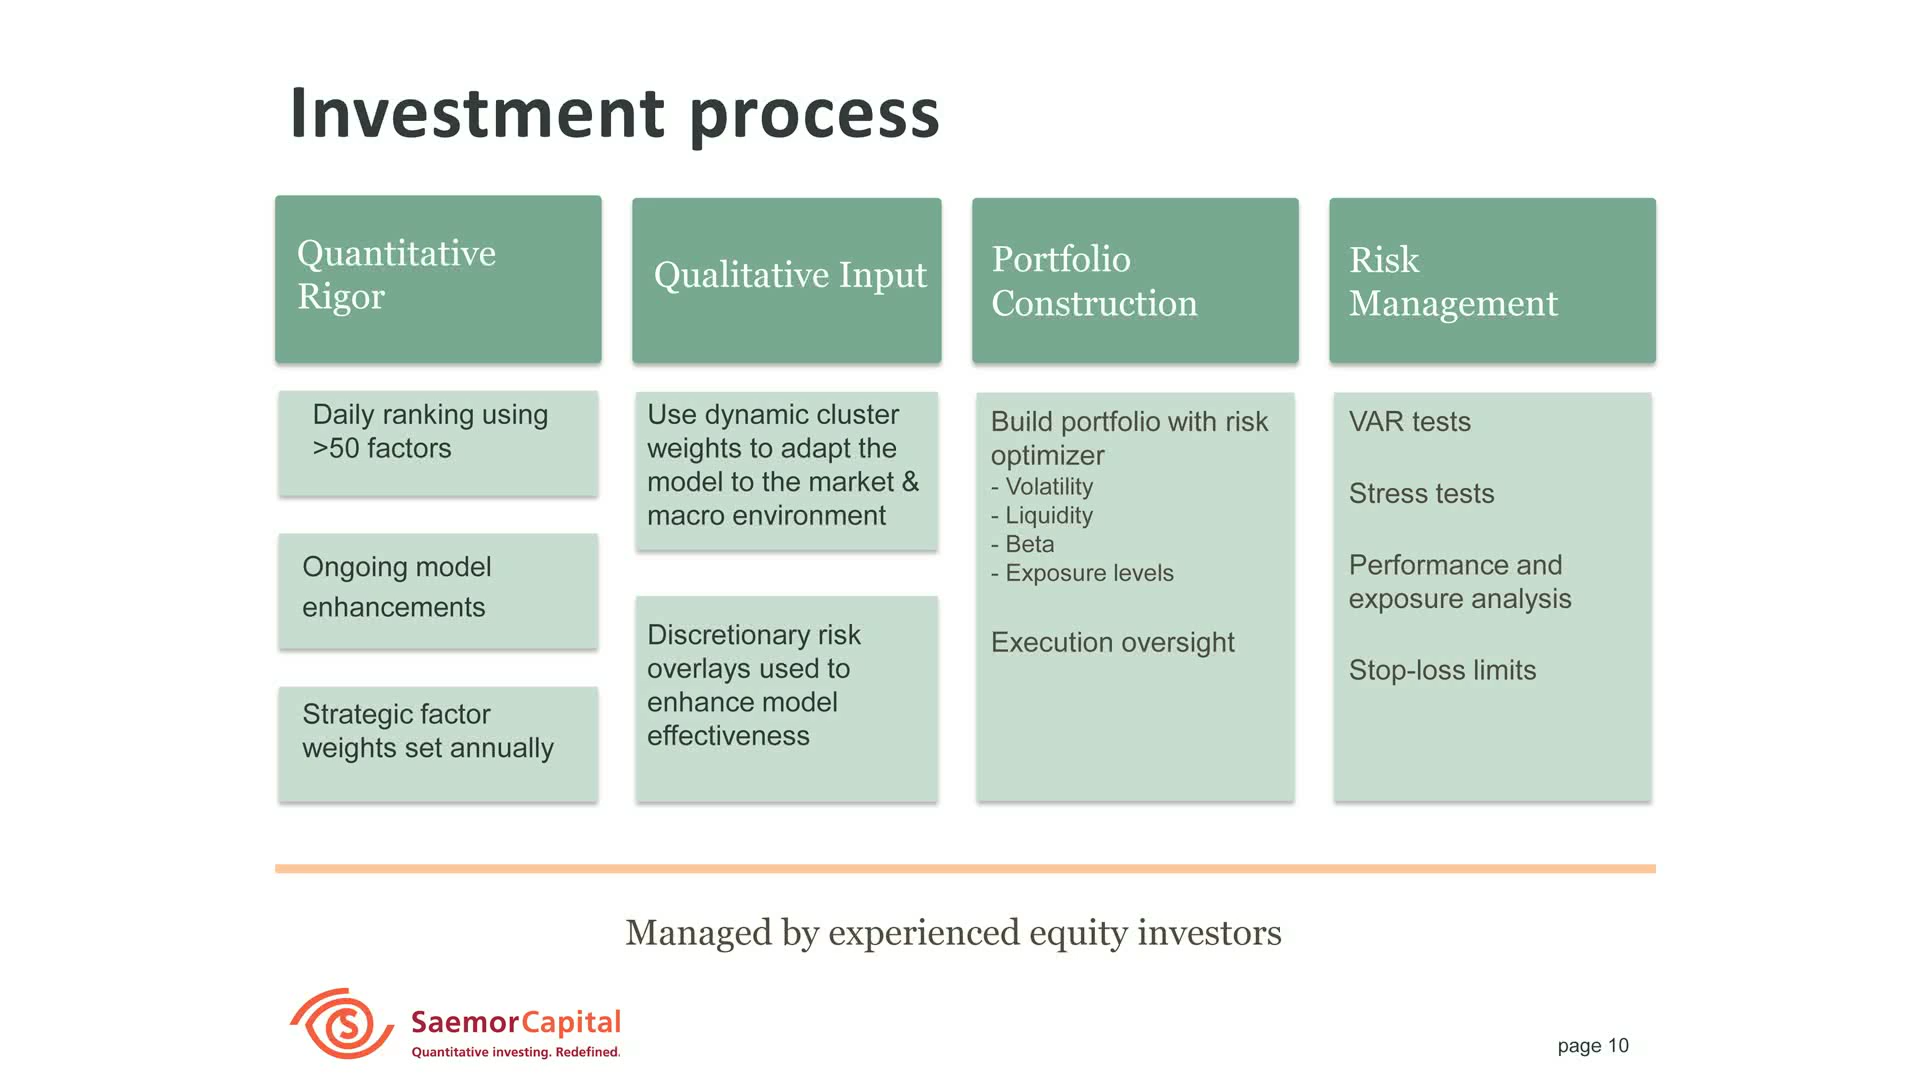 Investment process
Quantitative
Rigor
Daily ranking using
>50 factors
Ongoing model
enhancements
Strategic factor
weights set annually
Qualitative Input
Use dynamic cluster
weights to adapt the
model to the market &
macro environment
Discretionary risk
overlays used to
enhance model
effectiveness
Portfolio
Construction
Build portfolio with risk
optimizer
- Volatility
- Liquidity
- Beta
- Exposure levels
Execution oversight
Risk
Management
VAR tests
Stress tests
Performance and
exposure analysis
Stop-loss limits
Managed by experienced equity investors
S
SaemorCapital
Quantitative investing. Redefined.
page 10